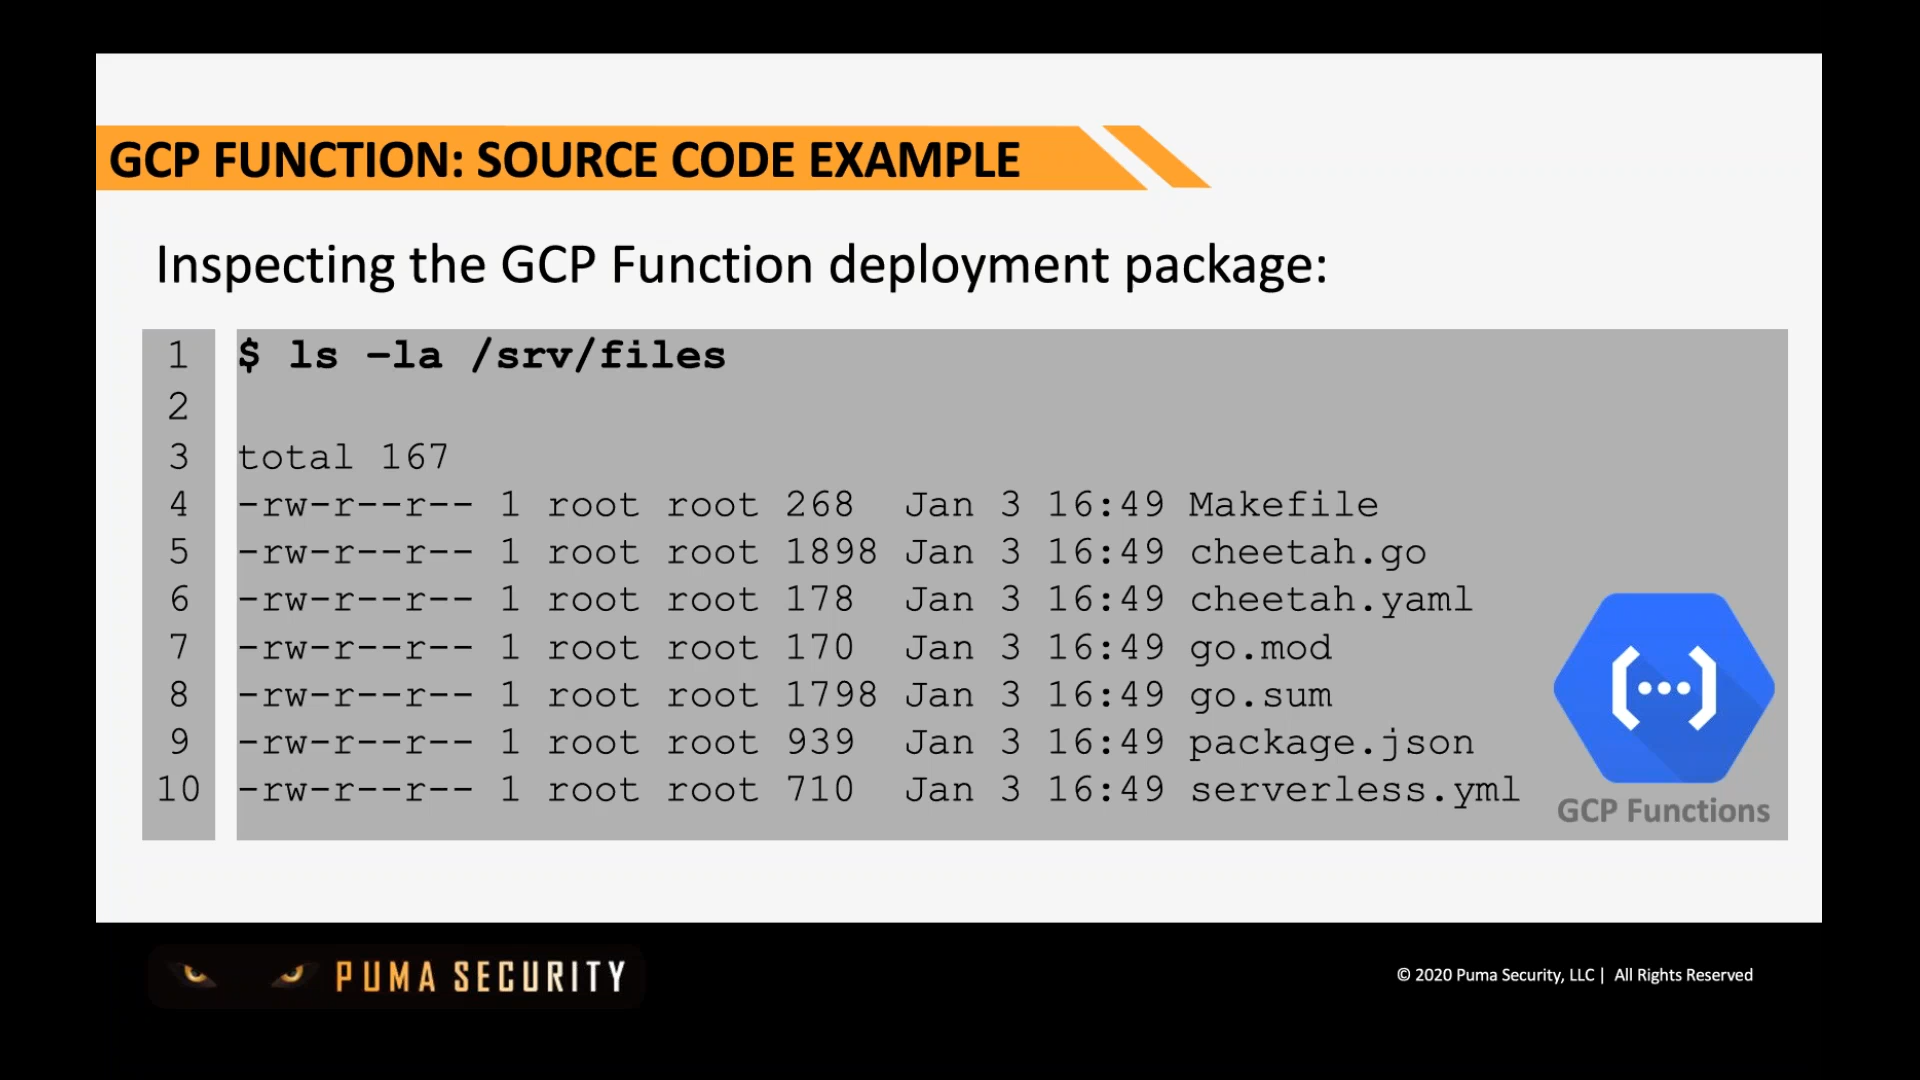 GCP FUNCTION: SOURCE CODE EXAMPLE
Inspecting the GCP Function deployment package:
1 $ ls –la /srv/files
2
3 total 167
4 -rw-r--r-- 1 root root 268 Jan 3 16:49 Makefile
5 -rw-r--r-- 1 root root 1898 Jan 3 16:49 cheetah.go
6 -rw-r--r-- 1 root root 178 Jan 3 16:49 cheetah.yaml
7 -rw-r--r-- 1 root root 170 Jan 3 16:49 go.mod
8 -rw-r--r-- 1 root root 1798 Jan 3 16:49 go.sum
9 -rw-r--r-- 1 root root 939 Jan 3 16:49 package.json
10 -rw-r--r-- 1 root root 710 Jan 3 16:49 serverless.yml
GCP Functions
PUMA SECURITY
© 2020 Puma Security, LLC | All Rights Reserved